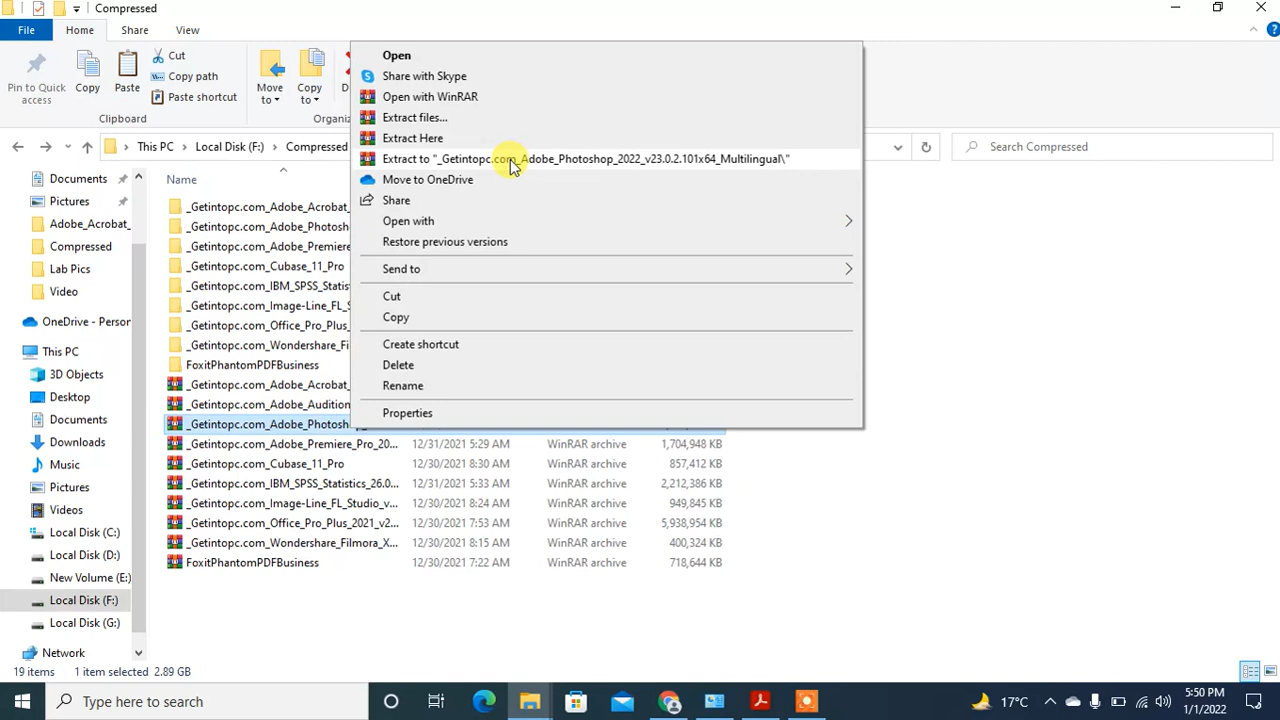 Compressed
File
Home
Share
View
Pin to Quick
access
Copy
Paste
Cut
Copy path
Paste shortcut
Clipboard
Move
to
Copy
to
Organiz
This PC
Local Disk (F:)
Compressed
Search Compressed
Open
Share with Skype
Open with WinRAR
Extract files...
Extract Here
Extract to "_Getintopc.com_Adobe_Photoshop_2022_v23.0.2.101x64_Multilingual\"
Move to OneDrive
Share
Open with
Restore previous versions
Send to
Cut
Copy
Create shortcut
Delete
Rename
Properties
Documents
Pictures
Adobe_Acrobat_
Compressed
Lab Pics
Video
OneDrive - Person
This PC
3D Objects
Desktop
Documents
Downloads
Music
Pictures
Videos
Local Disk (C:)
Local Disk (D:)
New Volume (E:)
Local Disk (F:)
Local Disk (G:)
Network
Name
_Getintopc.com_Adobe_Acrobat_
_Getintopc.com_Adobe_Photosh
_Getintopc.com_Adobe_Premiere
_Getintopc.com_Cubase_11_Pro
_Getintopc.com_IBM_SPSS_Statis
_Getintopc.com_Image-Line_FL_S
_Getintopc.com_Office_Pro_Plus_
_Getintopc.com_Wondershare_Fi
FoxitPhantomPDFBusiness
_Getintopc.com_Adobe_Acrobat_
_Getintopc.com_Adobe_Audition
_Getintopc.com_Adobe_Photosh
_Getintopc.com_Adobe_Premiere_Pro_20... 12/31/2021 5:29 AM WinRAR archive 1,704,948 KB
_Getintopc.com_Cubase_11_Pro 12/30/2021 8:30 AM WinRAR archive 857,412 KB
_Getintopc.com_IBM_SPSS_Statistics_26.0... 12/31/2021 5:33 AM WinRAR archive 2,212,386 KB
_Getintopc.com_Image-Line_FL_Studio_v... 12/30/2021 8:24 AM WinRAR archive 949,845 KB
_Getintopc.com_Office_Pro_Plus_2021_v2... 12/30/2021 7:53 AM WinRAR archive 5,938,954 KB
_Getintopc.com_Wondershare_Filmora_X... 12/30/2021 8:15 AM WinRAR archive 400,324 KB
FoxitPhantomPDFBusiness 12/30/2021 7:22 AM WinRAR archive 718,644 KB
19 items 1 item selected 2.89 GB
Type here to search
17°C
5:50 PM
1/1/2022